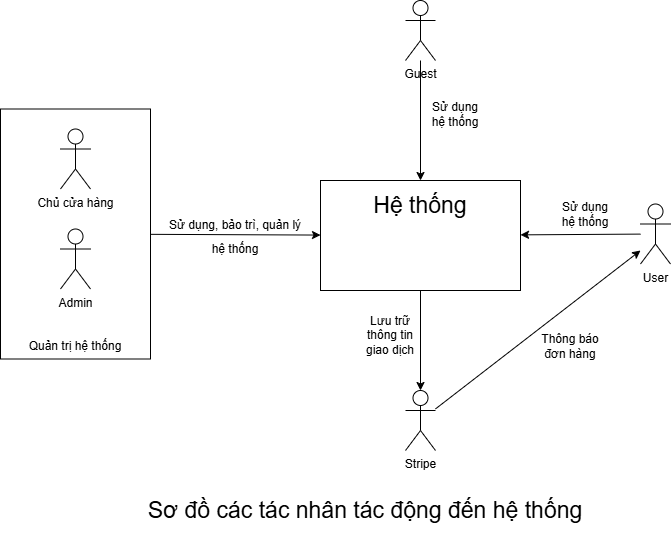 Guest
Sử dụng
hệ thống
Chủ cửa hàng
Admin
Quản trị hệ thống
Sử dụng, bảo trì, quản lý
hệ thống
Hệ thống
Sử dụng
hệ thống
User
Lưu trữ
thông tin
giao dịch
Thông báo
đơn hàng
Stripe
Sơ đồ các tác nhân tác động đến hệ thống